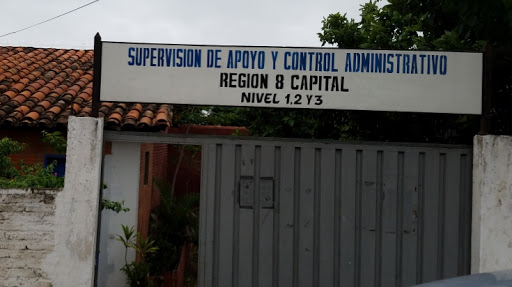 SUPERVISION DE APOYO Y CONTROL ADMINISTRATIVO
REGION 8 CAPITAL
NIVEL 1, 2 Y 3